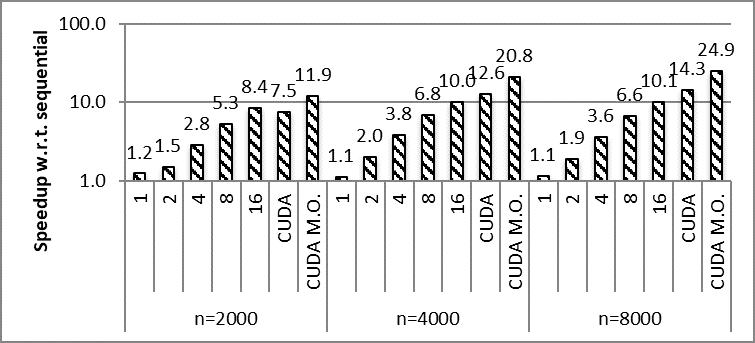 Speedup w.r.t. sequential
100.0
10.0
1.0
1.2 1.5 2.8 5.3 8.4 7.5 11.9
1.1 2.0 3.8 6.8 10.0 12.6 20.8
1.1 1.9 3.6 6.6 10.1 14.3 24.9
1 2 4 8 16 CUDA CUDA M.O.
1 2 4 8 16 CUDA CUDA M.O.
1 2 4 8 16 CUDA CUDA M.O.
n=2000 n=4000 n=8000